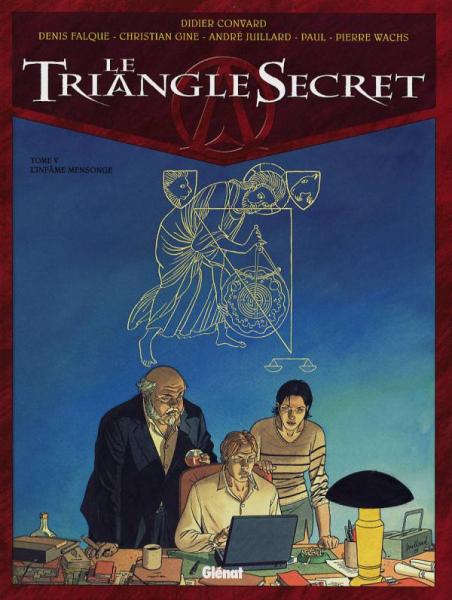 DIDIER CONVARD
DENIS FALQUE - CHRISTIAN GINE - ANDRÉ JUILLARD - PAUL - PIERRE WACHS
LE
TRIANGLE SECRET
TOME V
L'INFÂME MENSONGE
Glénat